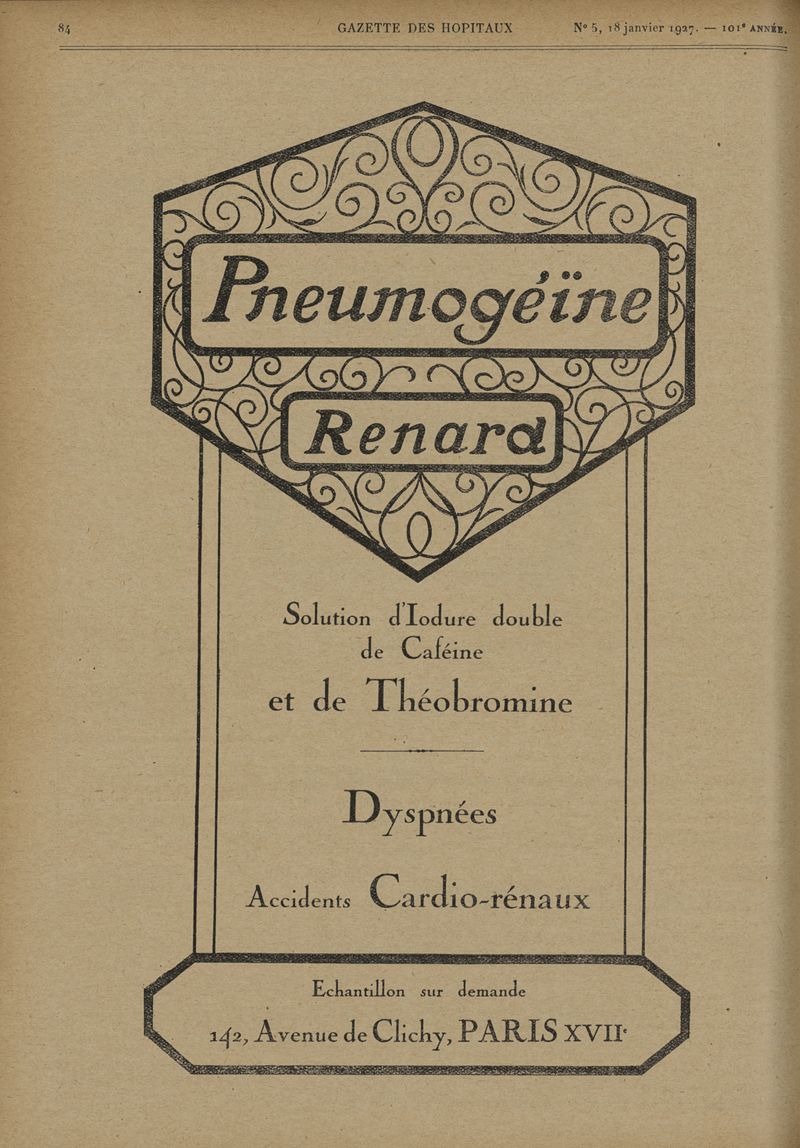 84
GAZETTE DES HOPITAUX
N° 5, 18 janvier 1927. — 101e ANNÉE.
Pneumogéïne
Renard
Solution d'Iodure double
de Caféine
et de Théobromine
Dyspnées
Accidents Cardio-rénaux
Echantillon sur demande
142, Avenue de Clichy, PARIS XVIIe